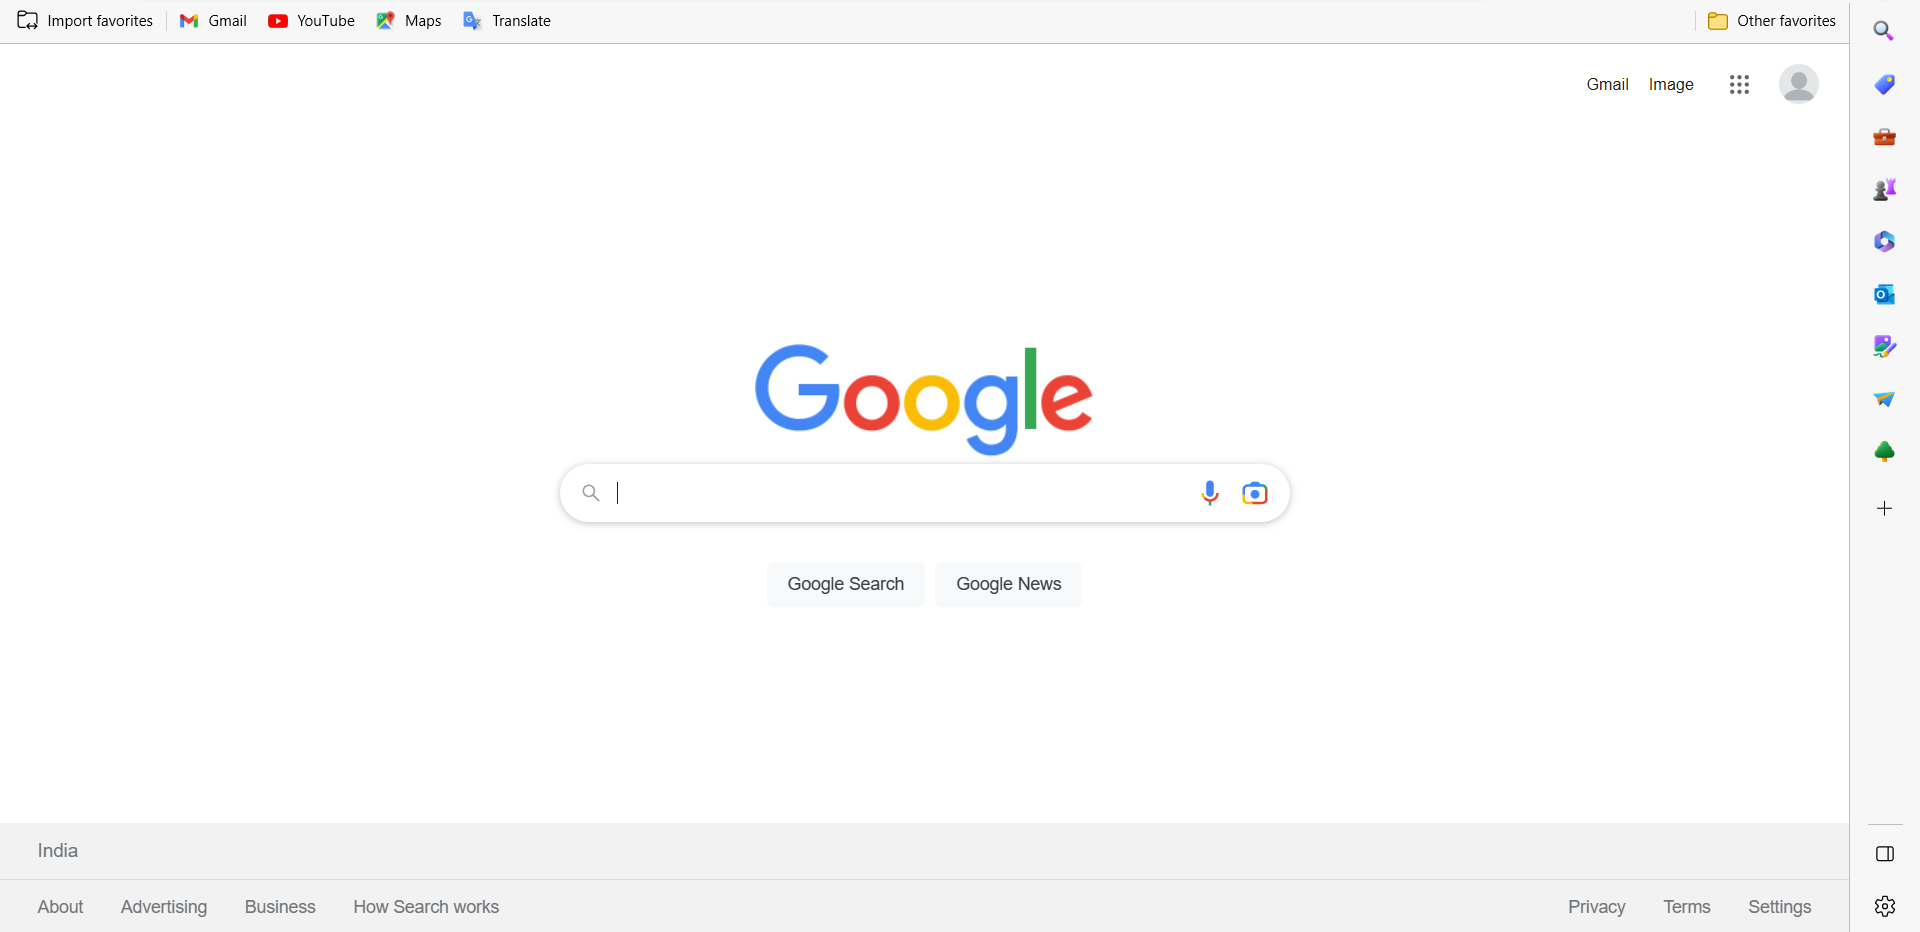 Import favorites Gmail YouTube Maps Translate Other favorites
Gmail Image
Google
Google Search Google News
India
About Advertising Business How Search works Privacy Terms Settings